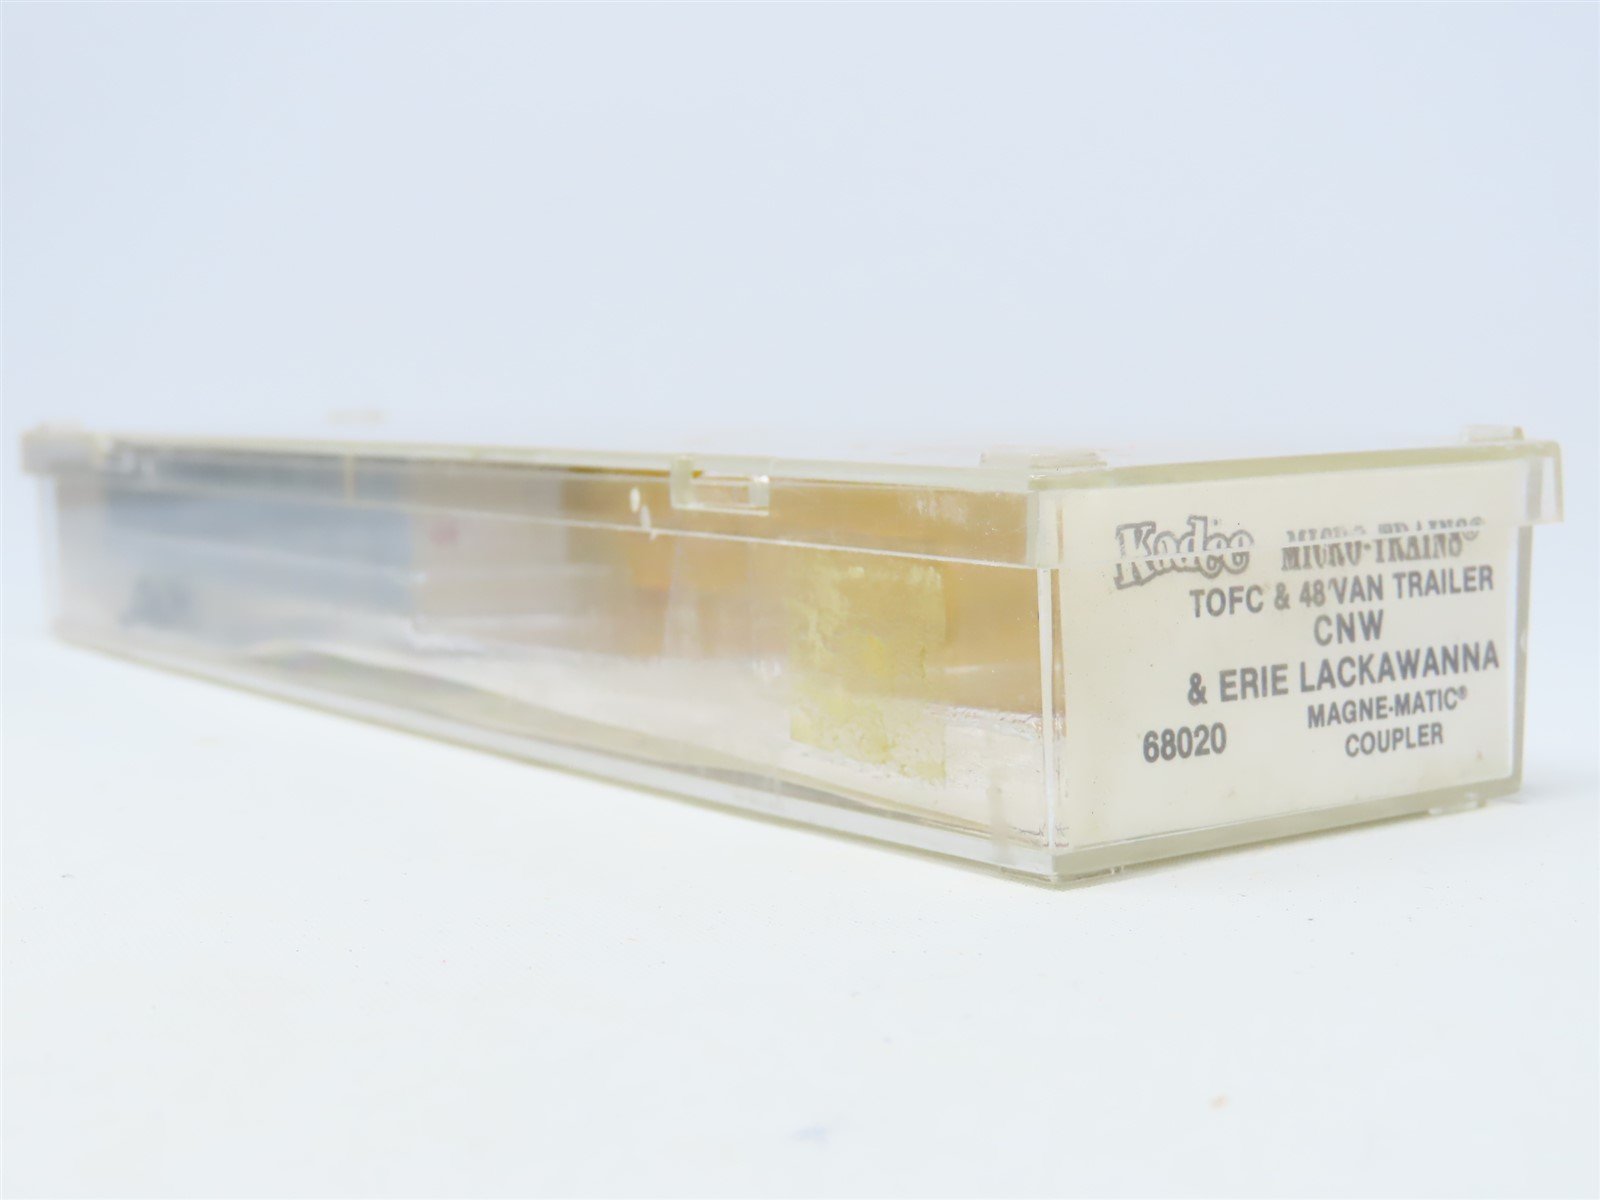 Kadee MICRO-TRAINS®
TOFC & 48' VAN TRAILER
CNW
& ERIE LACKAWANNA
68020 MAGNE-MATIC®
COUPLER